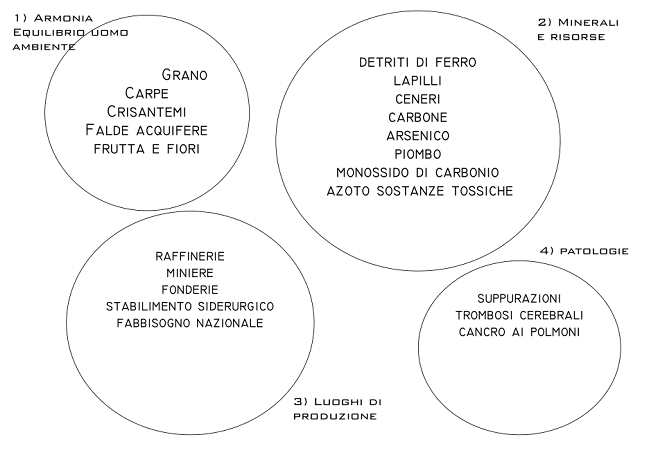 1) Armonia
Equilibrio uomo
ambiente
Grano
Carpe
Crisantemi
Falde acquifere
frutta e fiori
2) Minerali
e risorse
detriti di ferro
lapilli
ceneri
carbone
arsenico
piombo
monossido di carbonio
azoto sostanze tossiche
raffinerie
miniere
fonderie
stabilimento siderurgico
fabbisogno nazionale
3) Luoghi di
produzione
4) patologie
suppurazioni
trombosi cerebrali
cancro ai polmoni